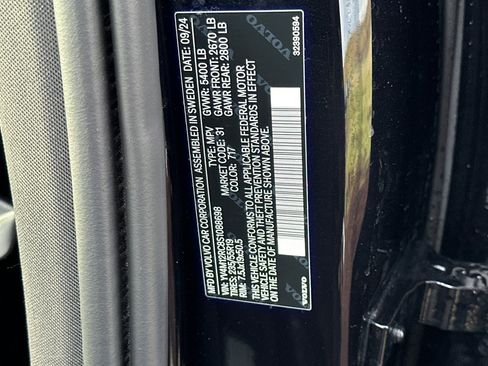 MFD BY VOLVO CAR CORPORATION ASSEMBLED IN SWEDEN DATE: 09/24
VIN: YV4M12RC8S1088698 TYPE: MPV GVWR: 5400 LB
TIRES: 235/55R19 MARKET CODE: 31 GAWR FRONT: 2670 LB
RIM: 7.5Jx19x50.5 COLOR: 717 GAWR REAR: 2800 LB
THIS VEHICLE CONFORMS TO ALL APPLICABLE FEDERAL MOTOR
VEHICLE SAFETY AND THEFT PREVENTION STANDARDS IN EFFECT
ON THE DATE OF MANUFACTURE SHOWN ABOVE.
VOLVO
32390594
VOLVO